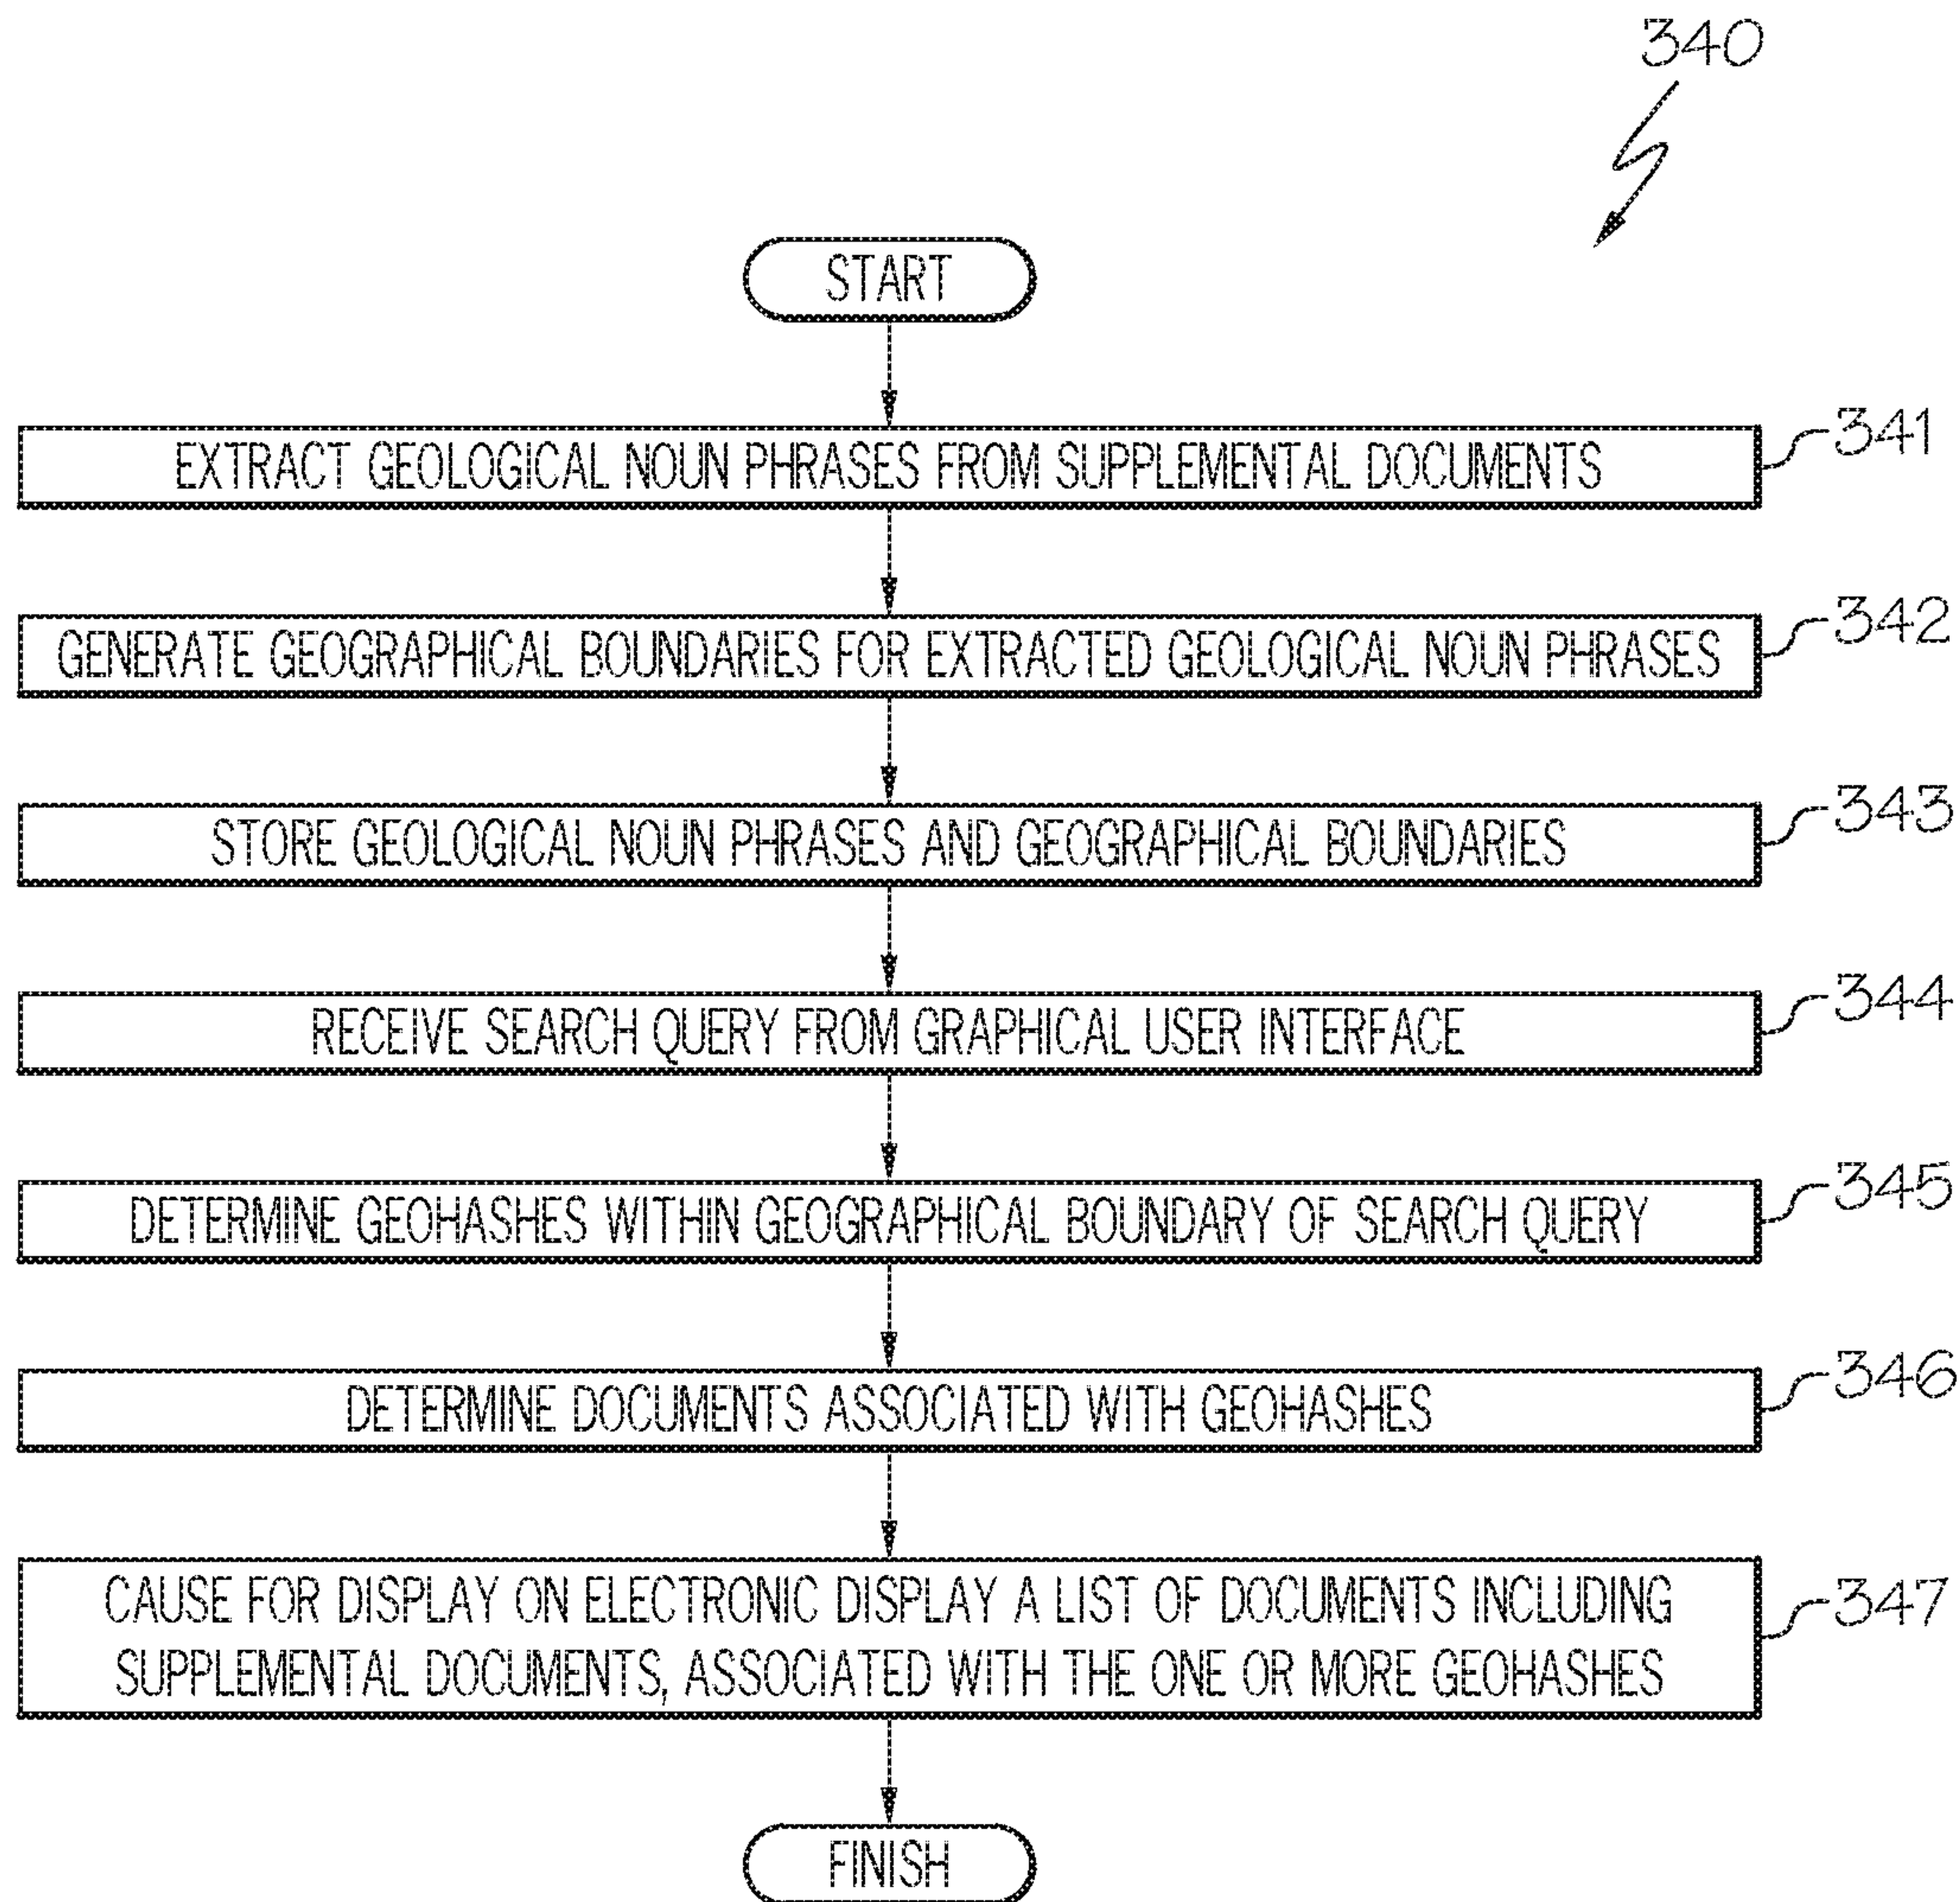 340
START
EXTRACT GEOLOGICAL NOUN PHRASES FROM SUPPLEMENTAL DOCUMENTS
341
GENERATE GEOGRAPHICAL BOUNDARIES FOR EXTRACTED GEOLOGICAL NOUN PHRASES
342
STORE GEOLOGICAL NOUN PHRASES AND GEOGRAPHICAL BOUNDARIES
343
RECEIVE SEARCH QUERY FROM GRAPHICAL USER INTERFACE
344
DETERMINE GEOHASHES WITHIN GEOGRAPHICAL BOUNDARY OF SEARCH QUERY
345
DETERMINE DOCUMENTS ASSOCIATED WITH GEOHASHES
346
CAUSE FOR DISPLAY ON ELECTRONIC DISPLAY A LIST OF DOCUMENTS INCLUDING
SUPPLEMENTAL DOCUMENTS, ASSOCIATED WITH THE ONE OR MORE GEOHASHES
347
FINISH